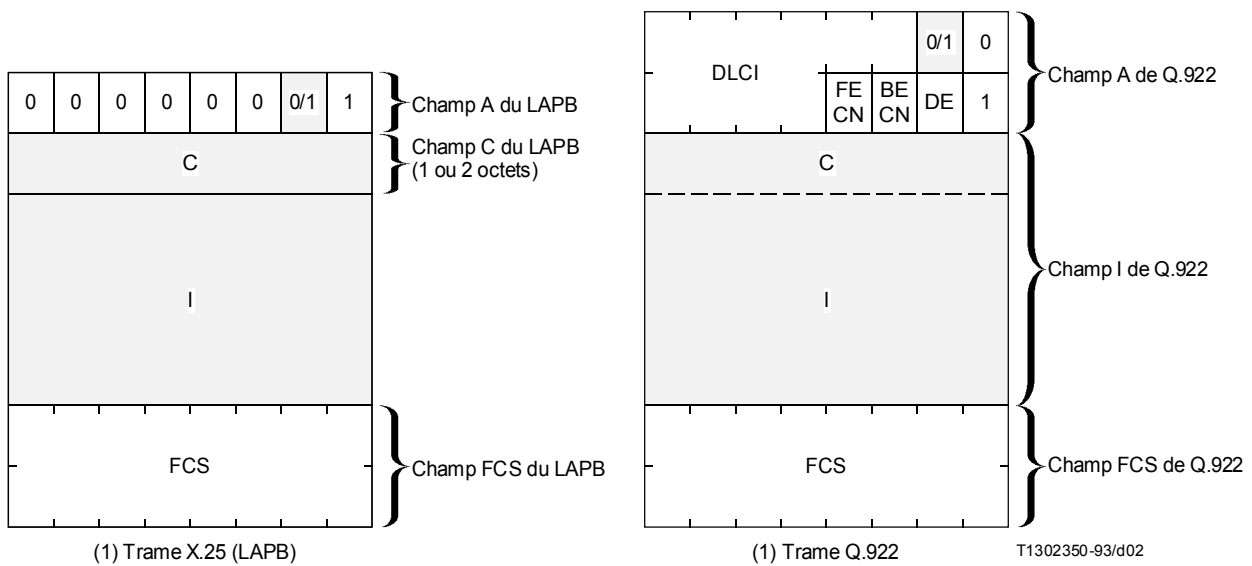 0 0 0 0 0 0 0/1 1
Champ A du LAPB
C
Champ C du LAPB
(1 ou 2 octets)
I
FCS
Champ FCS du LAPB
(1) Trame X.25 (LAPB)
0/1 0
DLCI
FE
CN
BE
CN
DE 1
Champ A de Q.922
C
I
Champ I de Q.922
FCS
Champ FCS de Q.922
(1) Trame Q.922
T1302350-93/d02